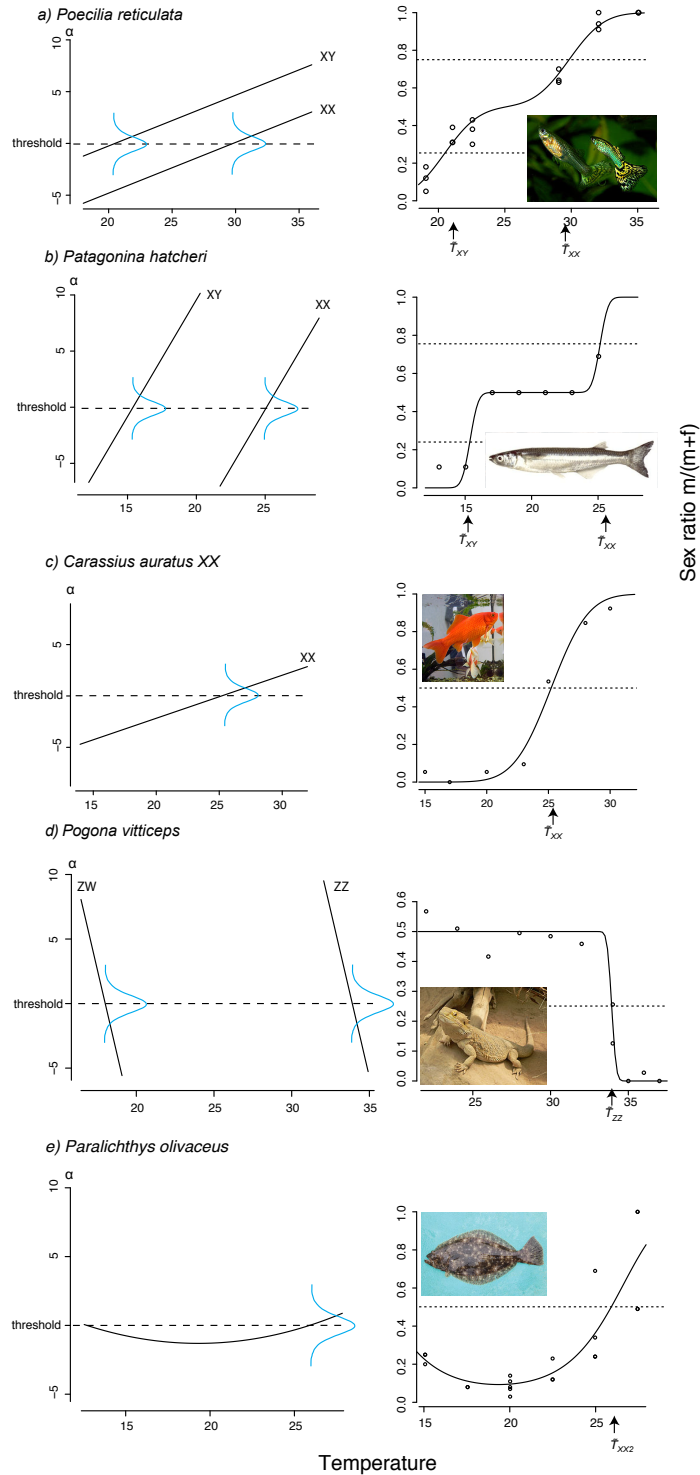 a) Poecilia reticulata
α
10
5
threshold
−5
XY
XX
20 25 30 35
1.0
0.8
0.6
0.4
0.2
0.0
20 25 30 35
T̄XY T̄XX
b) Patagonina hatcheri
α
10
5
threshold
−5
XY XX
15 20 25
1.0
0.8
0.6
0.4
0.2
0.0
15 20 25
T̄XY T̄XX
Sex ratio m/(m+f)
c) Carassius auratus XX
α
5
threshold
−5
XX
15 20 25 30
1.0
0.8
0.6
0.4
0.2
0.0
15 20 25 30
T̄XX
d) Pogona vitticeps
α
10
5
threshold
−5
ZW ZZ
20 25 30 35
0.6
0.5
0.4
0.3
0.2
0.1
0.0
25 30 35
T̄ZZ
e) Paralichthys olivaceus
α
10
5
threshold
−5
15 20 25
1.0
0.8
0.6
0.4
0.2
0.0
15 20 25
T̄XX2
Temperature